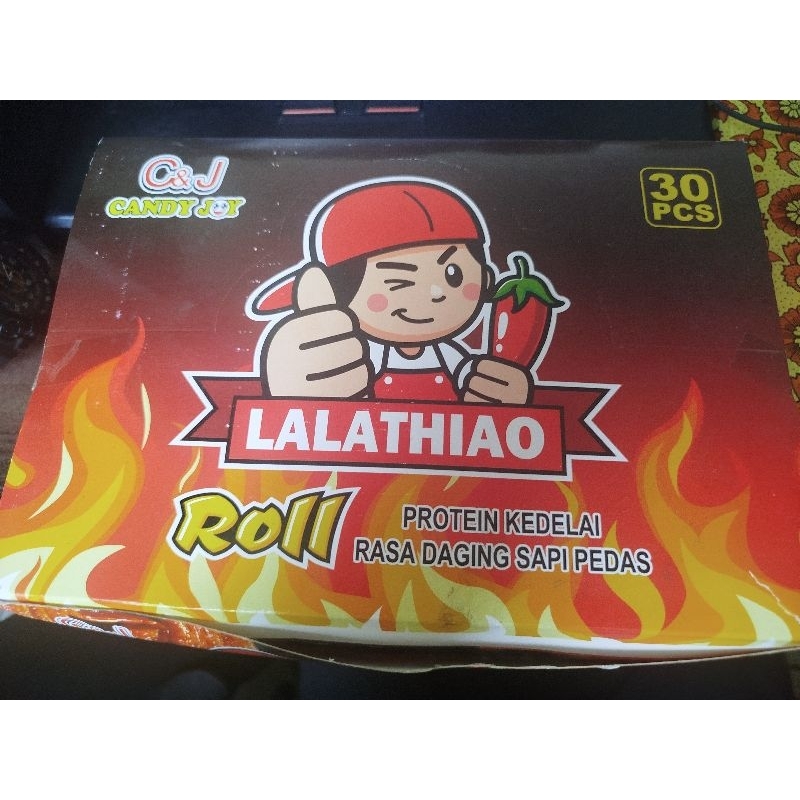 C&J
CANDY JOY
30
PCS
LALATHIAO
Roll
PROTEIN KEDELAI
RASA DAGING SAPI PEDAS